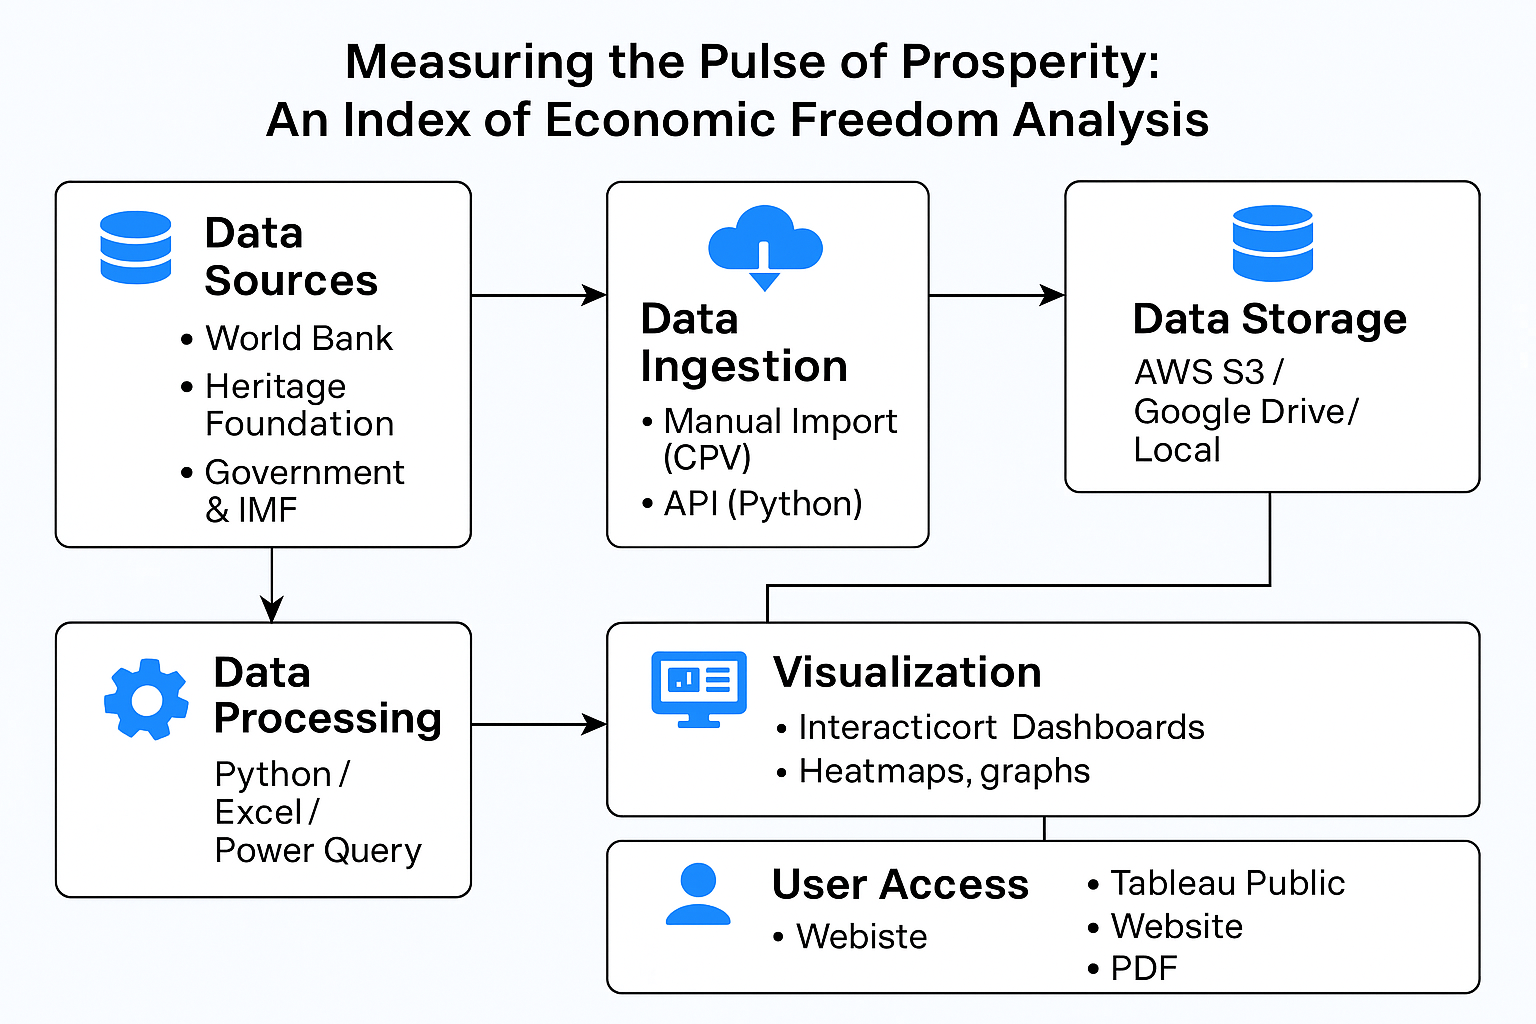 Measuring the Pulse of Prosperity:
An Index of Economic Freedom Analysis
Data
Sources
• World Bank
• Heritage
Foundation
• Government
& IMF
Data
Ingestion
• Manual Import
(CPV)
• API (Python)
Data Storage
AWS S3 /
Google Drive/
Local
Data
Processing
Python /
Excel /
Power Query
Visualization
• Interacticort Dashboards
• Heatmaps, graphs
User Access
• Webiste
• Tableau Public
• Website
• PDF